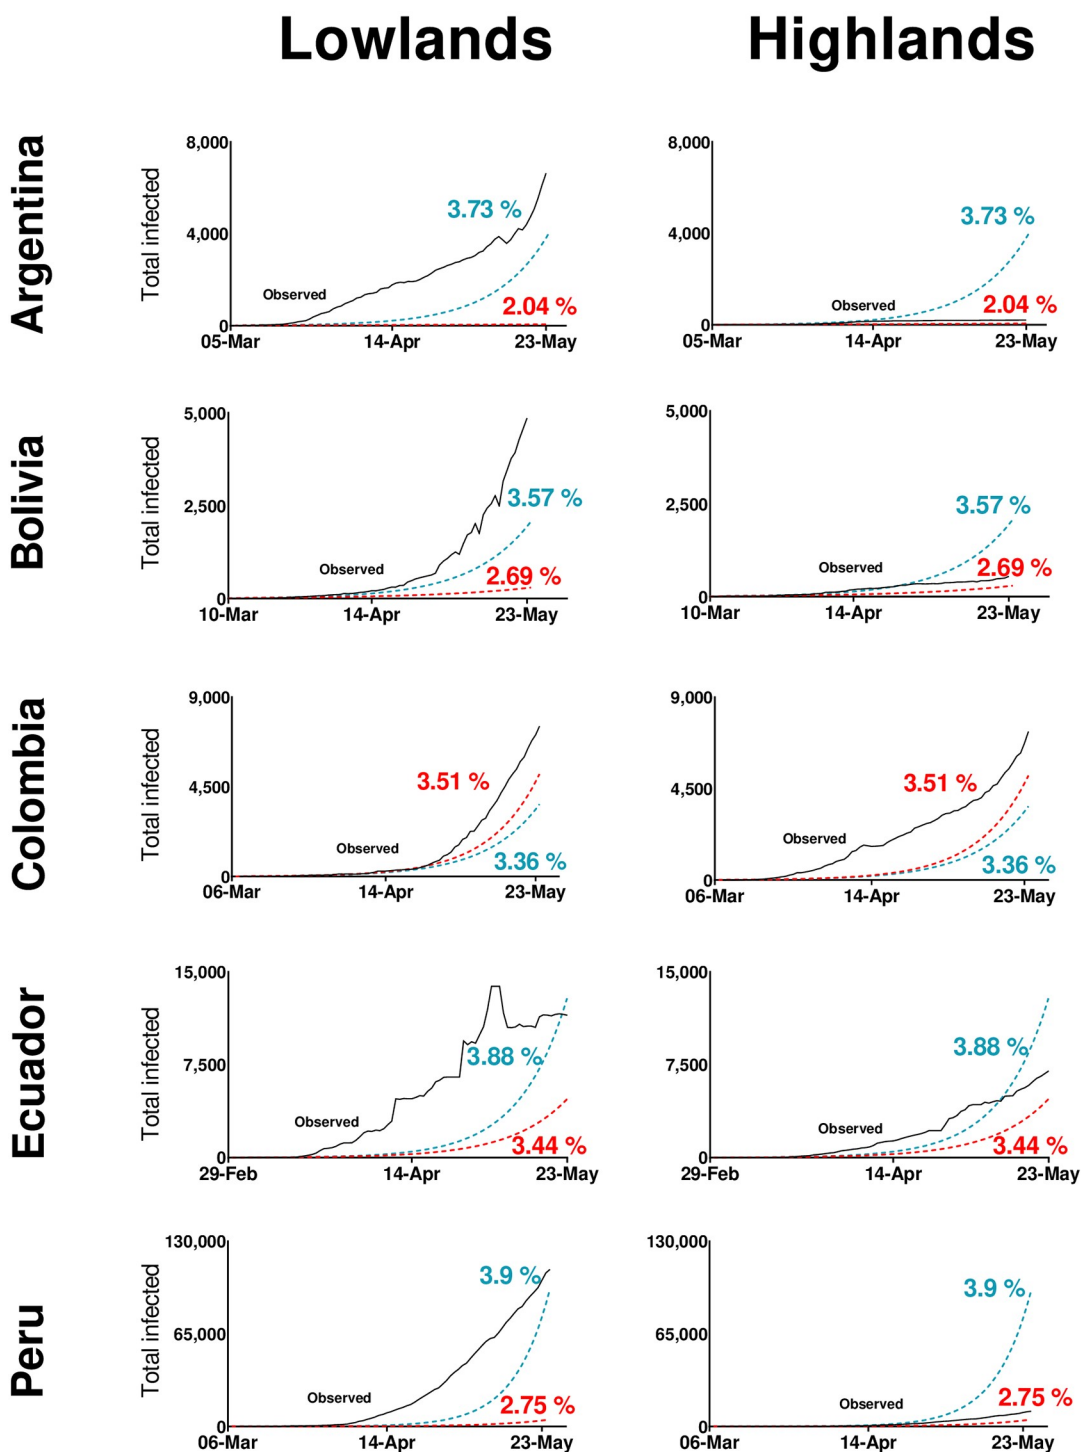 Lowlands Highlands
Argentina
Total infected
8,000
4,000
0
Observed
3.73 %
2.04 %
05-Mar 14-Apr 23-May
8,000
4,000
0
Observed
3.73 %
2.04 %
05-Mar 14-Apr 23-May
Bolivia
Total infected
5,000
2,500
0
Observed
3.57 %
2.69 %
10-Mar 14-Apr 23-May
5,000
2,500
0
Observed
3.57 %
2.69 %
10-Mar 14-Apr 23-May
Colombia
Total infected
9,000
4,500
0
Observed
3.51 %
3.36 %
06-Mar 14-Apr 23-May
9,000
4,500
0
Observed
3.51 %
3.36 %
06-Mar 14-Apr 23-May
Ecuador
Total infected
15,000
7,500
0
Observed
3.88 %
3.44 %
29-Feb 14-Apr 23-May
15,000
7,500
0
Observed
3.88 %
3.44 %
29-Feb 14-Apr 23-May
Peru
Total infected
130,000
65,000
0
Observed
3.9 %
2.75 %
06-Mar 14-Apr 23-May
130,000
65,000
0
Observed
3.9 %
2.75 %
06-Mar 14-Apr 23-May